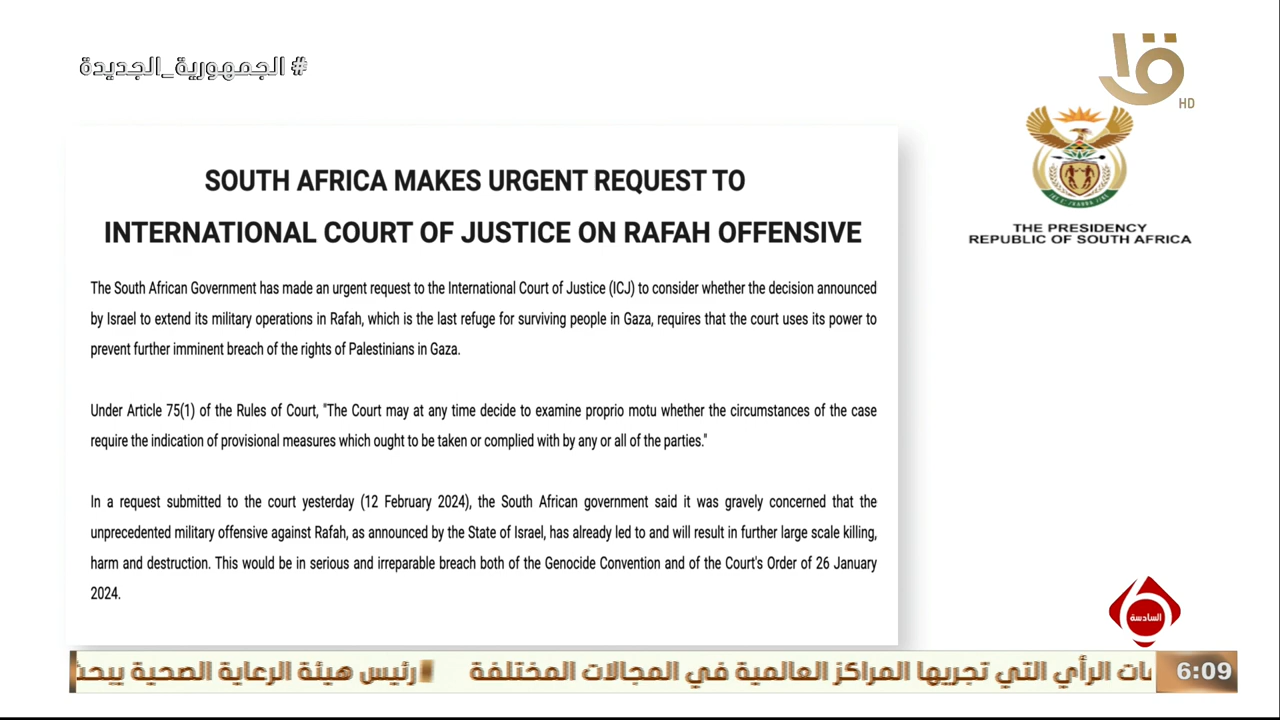 # الجمهورية_الجديدة
HD
THE PRESIDENCY
REPUBLIC OF SOUTH AFRICA
SOUTH AFRICA MAKES URGENT REQUEST TO
INTERNATIONAL COURT OF JUSTICE ON RAFAH OFFENSIVE
The South African Government has made an urgent request to the International Court of Justice (ICJ) to consider whether the decision announced
by Israel to extend its military operations in Rafah, which is the last refuge for surviving people in Gaza, requires that the court uses its power to
prevent further imminent breach of the rights of Palestinians in Gaza.
Under Article 75(1) of the Rules of Court, "The Court may at any time decide to examine proprio motu whether the circumstances of the case
require the indication of provisional measures which ought to be taken or complied with by any or all of the parties."
In a request submitted to the court yesterday (12 February 2024), the South African government said it was gravely concerned that the
unprecedented military offensive against Rafah, as announced by the State of Israel, has already led to and will result in further large scale killing,
harm and destruction. This would be in serious and irreparable breach both of the Genocide Convention and of the Court's Order of 26 January
2024.
السادسة
الرأي التي تجريها المراكز العالمية في المجالات المختلفة رئيس هيئة الرعاية الصحية
6:09